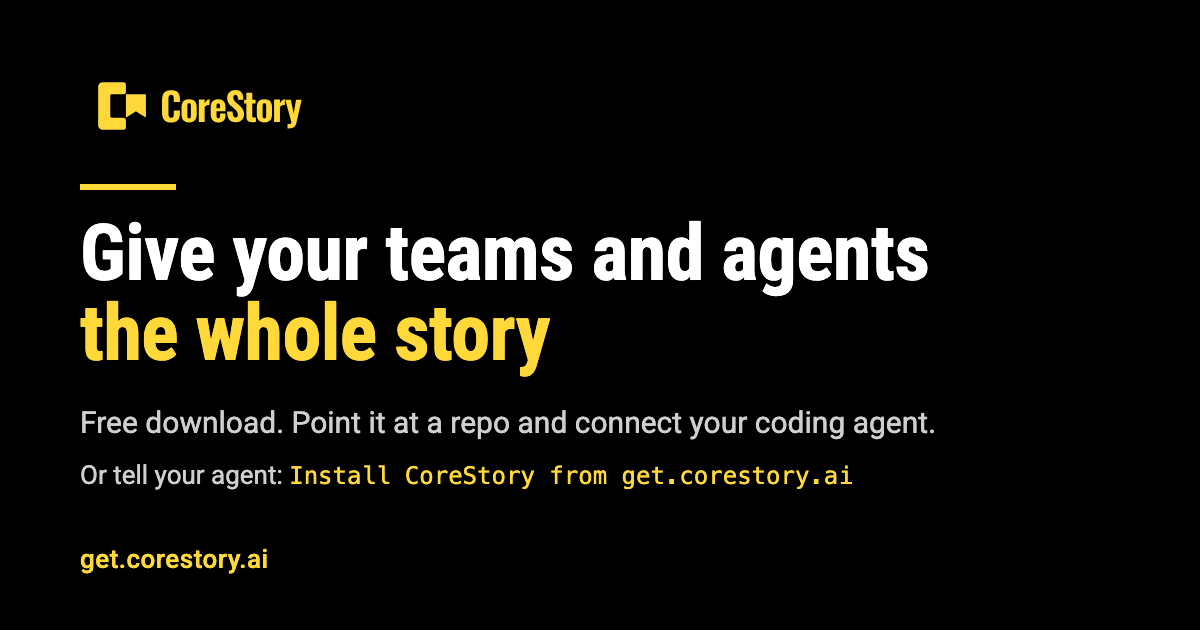 CoreStory
Give your teams and agents
the whole story
Free download. Point it at a repo and connect your coding agent.
Or tell your agent: Install CoreStory from get.corestory.ai
get.corestory.ai